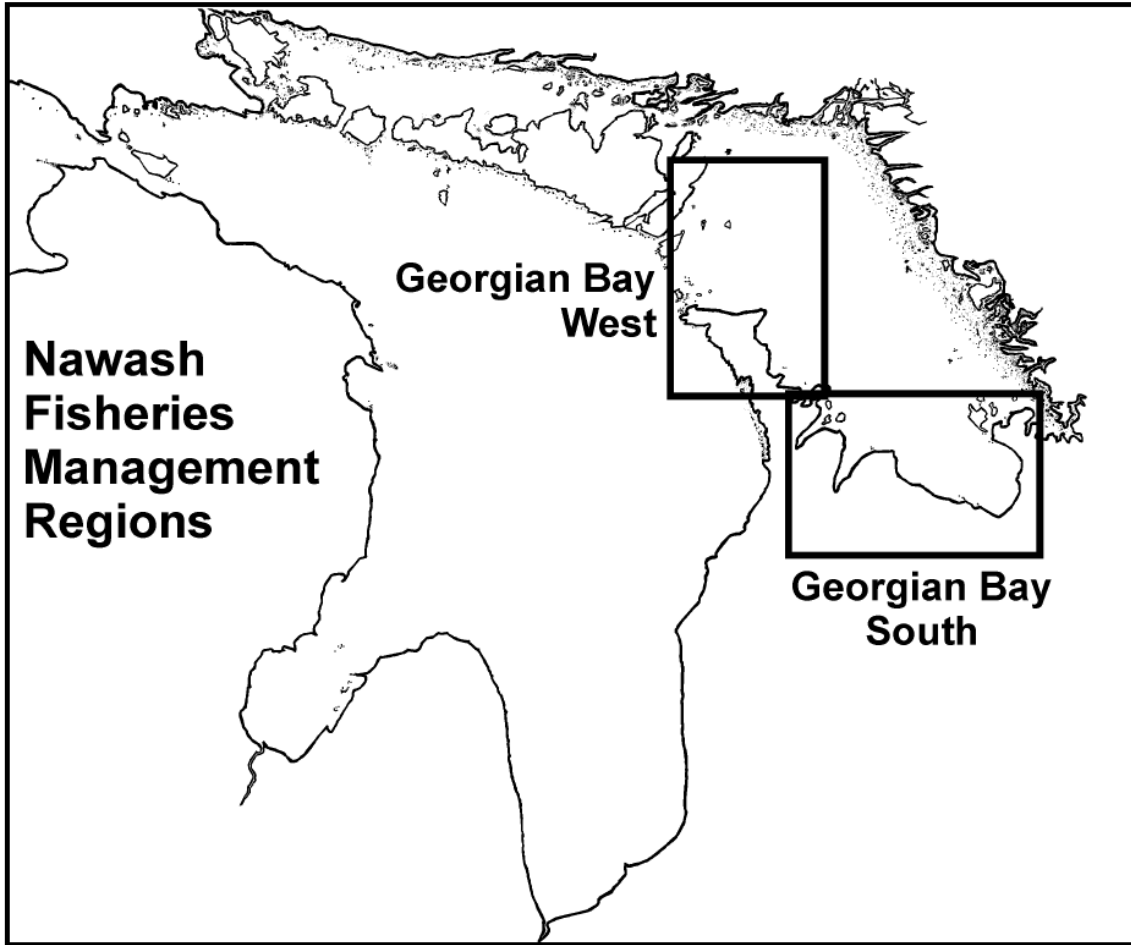 Georgian Bay
West
Nawash
Fisheries
Management
Regions
Georgian Bay
South